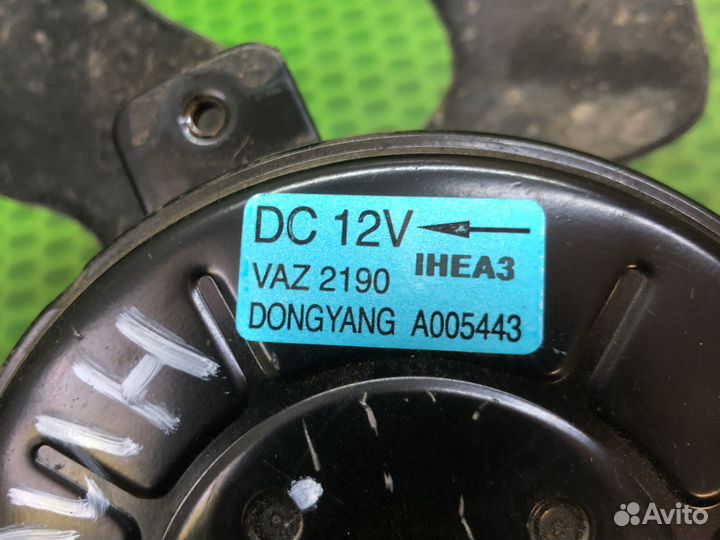 DC 12V
IHEA3
VAZ 2190
DONGYANG A005443
Avito